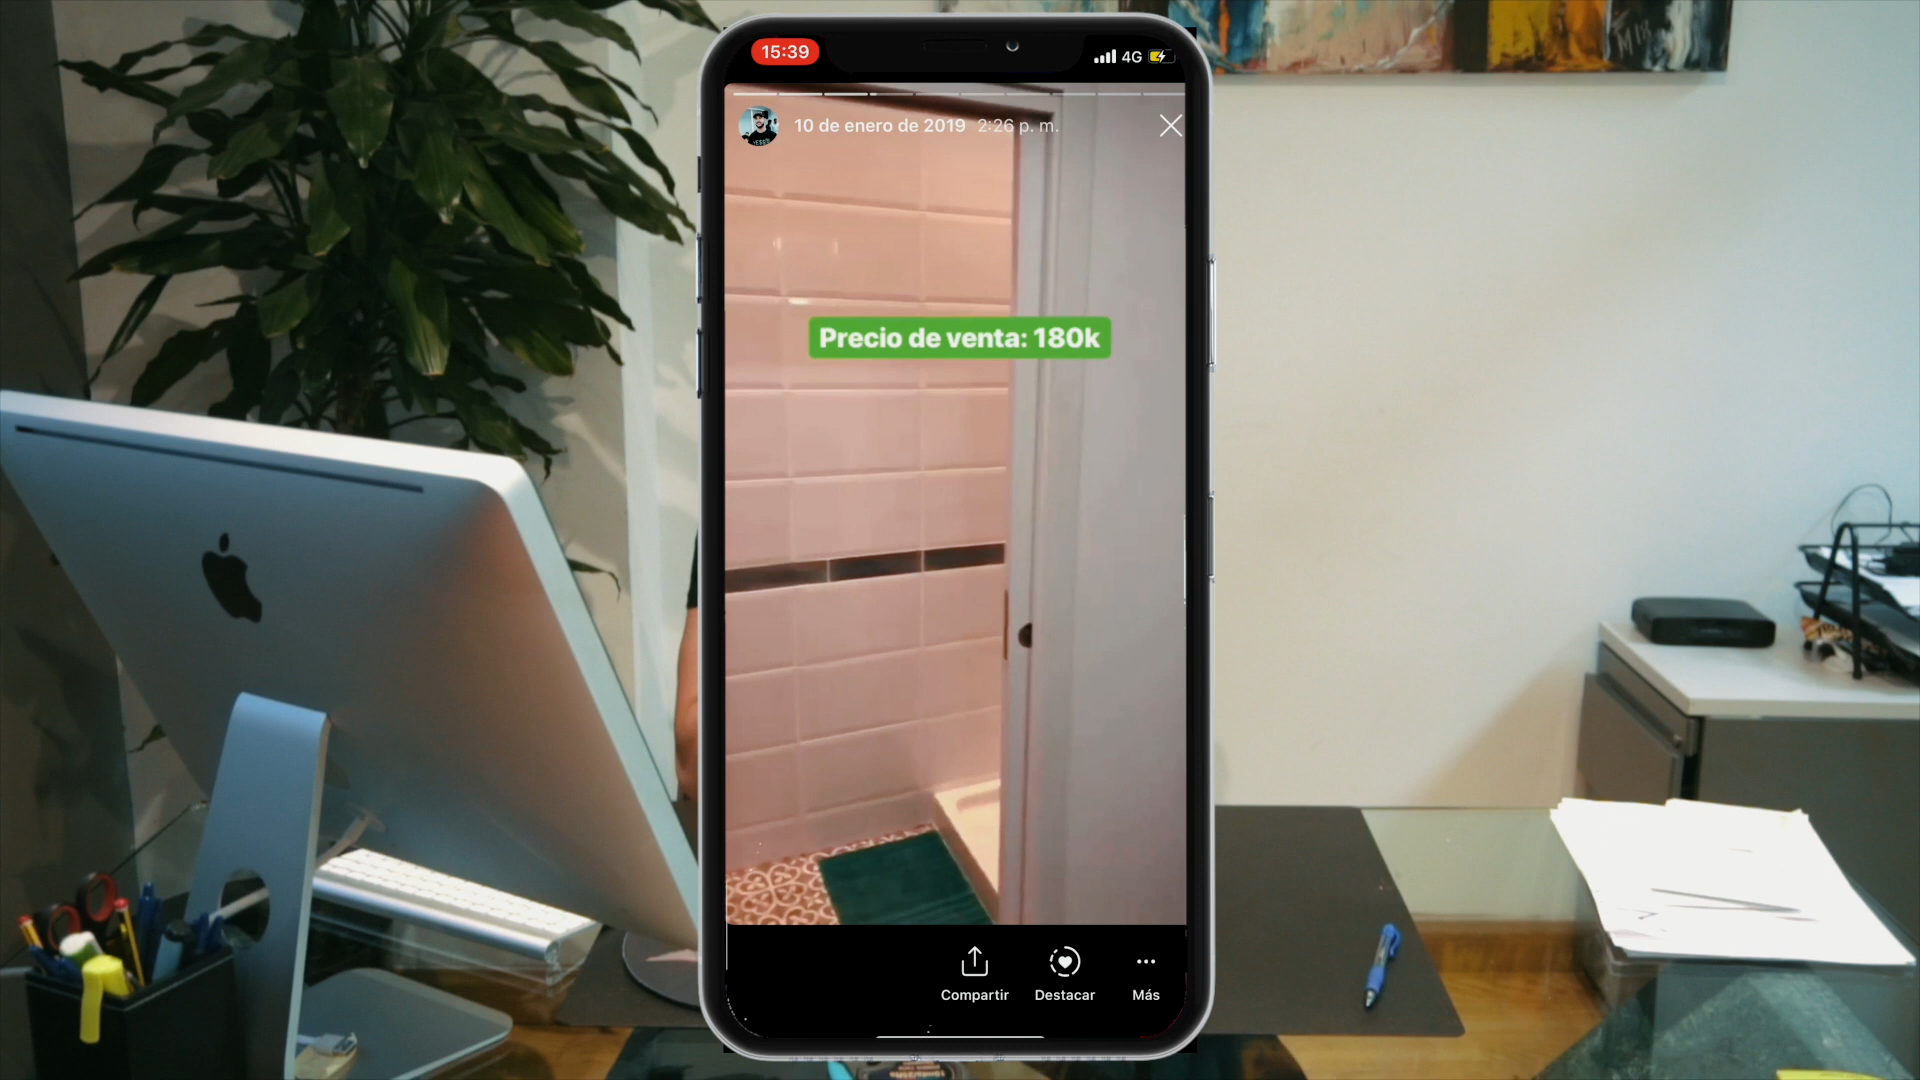 15:39
4G
10 de enero de 2019 2:26 p. m.
Precio de venta: 180k
Compartir
Destacar
Más